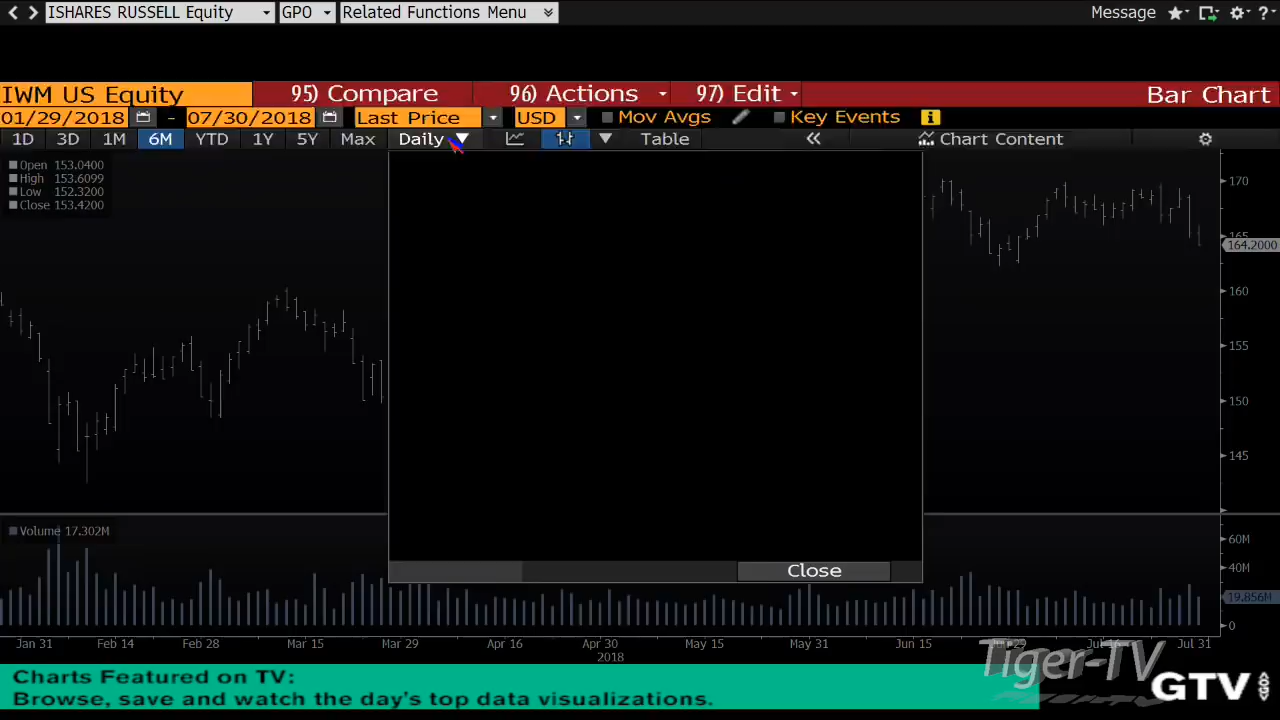 ISHARES RUSSELL Equity GPO Related Functions Menu Message ?
IWM US Equity 95) Compare 96) Actions 97) Edit Bar Chart
01/29/2018 - 07/30/2018 Last Price USD Mov Avgs Key Events i
1D 3D 1M 6M YTD 1Y 5Y Max Daily Table « Chart Content
Open 153.0400
High 153.6099
Low 152.3200
Close 153.4200
170
165
164.2000
160
155
150
145
Volume 17.302M
60M
40M
19.856M
0
Close
Jan 31 Feb 14 Feb 28 Mar 15 Mar 29 Apr 16 Apr 30 May 15 May 31 Jun 15 Jun 29 Jul 16 Jul 31
2018
Tiger-TV
Charts Featured on TV:
Browse, save and watch the day's top data visualizations.
GTV